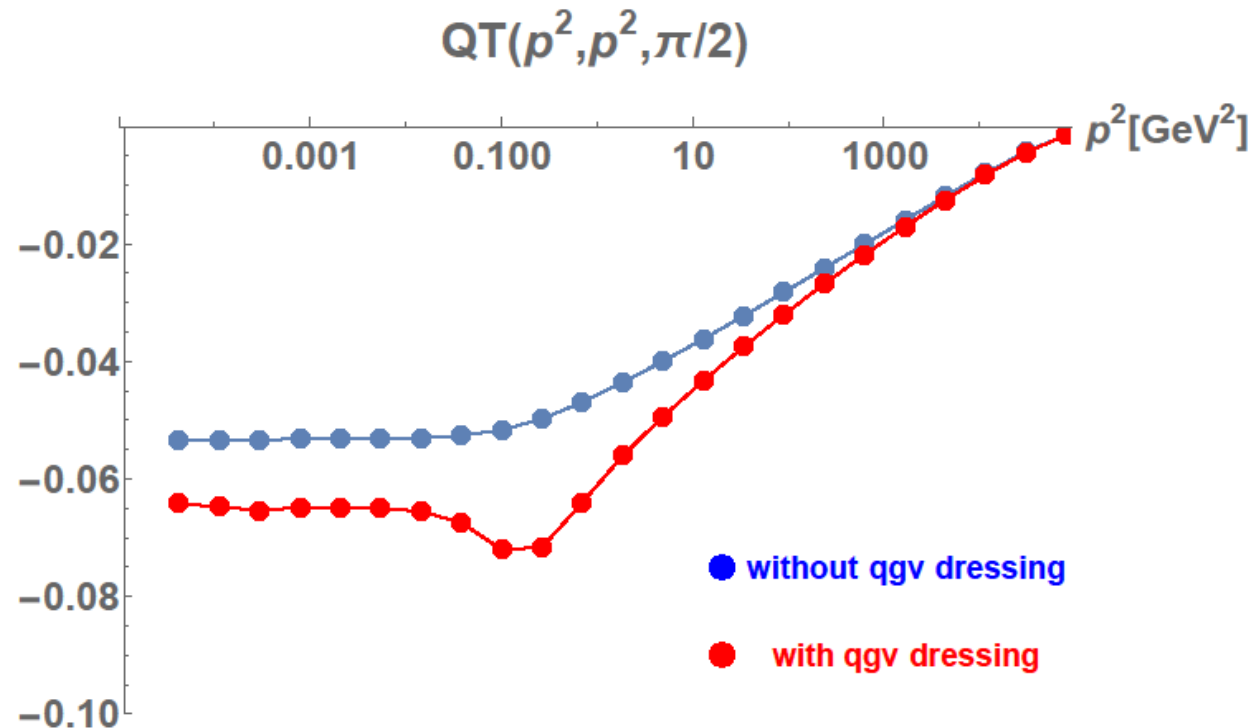 QT(p²,p²,π/2)
p²[GeV²]
0.001 0.100 10 1000
−0.02
−0.04
−0.06
−0.08
−0.10
without qgv dressing
with qgv dressing